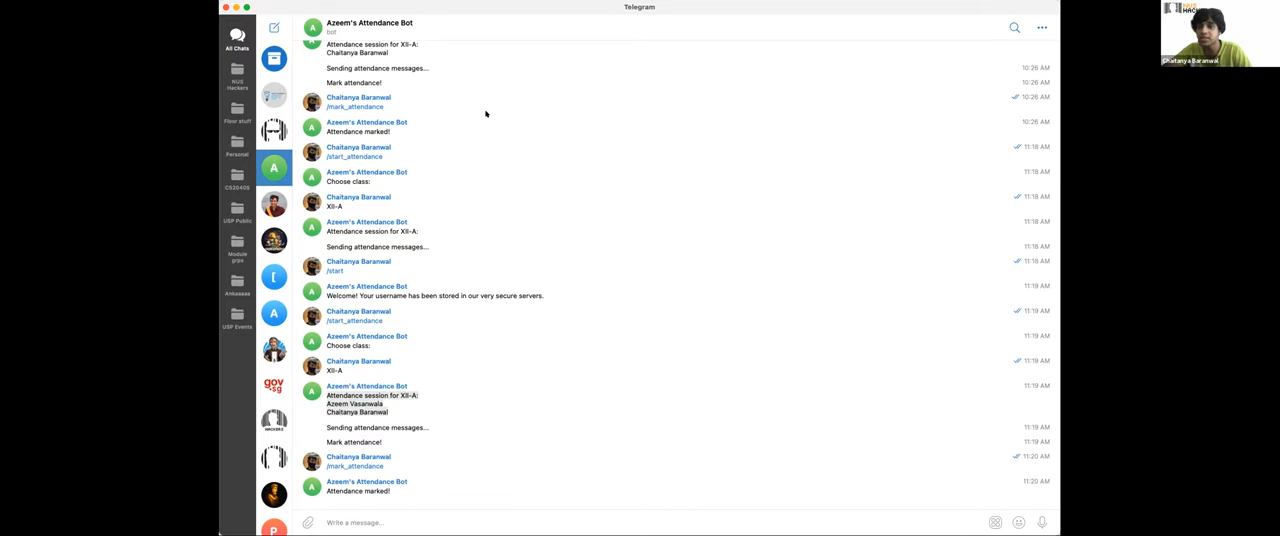 Telegram
All Chats
NUS
Hackers
Floor stuff
Personal
CS2040S
USP Public
Module
grps
Ankaaaaa
USP Events
gov
sg
HACKERS
[
A
A
P
Azeem's Attendance Bot
bot
A
Attendance session for XII-A:
Chaitanya Baranwal
Sending attendance messages... 10:26 AM
Mark attendance! 10:26 AM
Chaitanya Baranwal 10:26 AM
/mark_attendance
A Azeem's Attendance Bot 10:26 AM
Attendance marked!
Chaitanya Baranwal 11:18 AM
/start_attendance
A Azeem's Attendance Bot 11:18 AM
Choose class:
Chaitanya Baranwal 11:18 AM
XII-A
A Azeem's Attendance Bot 11:18 AM
Attendance session for XII-A:
Sending attendance messages... 11:18 AM
Chaitanya Baranwal 11:18 AM
/start
A Azeem's Attendance Bot 11:19 AM
Welcome! Your username has been stored in our very secure servers.
Chaitanya Baranwal 11:19 AM
/start_attendance
A Azeem's Attendance Bot 11:19 AM
Choose class:
Chaitanya Baranwal 11:19 AM
XII-A
A Azeem's Attendance Bot 11:19 AM
Attendance session for XII-A:
Azeem Vasanwala
Chaitanya Baranwal
Sending attendance messages... 11:19 AM
Mark attendance! 11:19 AM
Chaitanya Baranwal 11:20 AM
/mark_attendance
A Azeem's Attendance Bot 11:20 AM
Attendance marked!
Write a message...
NUS
HACK
Chaitanya Baranwal